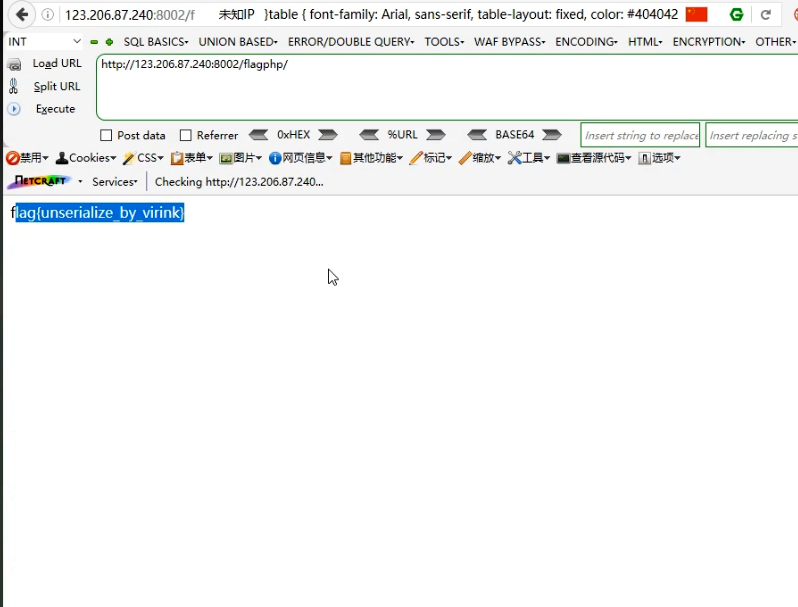 123.206.87.240:8002/f 未知IP }table { font-family: Arial, sans-serif, table-layout: fixed, color: #404042
INT SQL BASICS UNION BASED ERROR/DOUBLE QUERY TOOLS WAF BYPASS ENCODING HTML ENCRYPTION OTHER
Load URL http://123.206.87.240:8002/flagphp/
Split URL
Execute
Post data Referrer 0xHEX %URL BASE64 Insert string to replace Insert replacing s
禁用 Cookies CSS 表单 图片 网页信息 其他功能 标记 缩放 工具 查看源代码 选项
NETCRAFT Services Checking http://123.206.87.240...
flag{unserialize_by_virink}